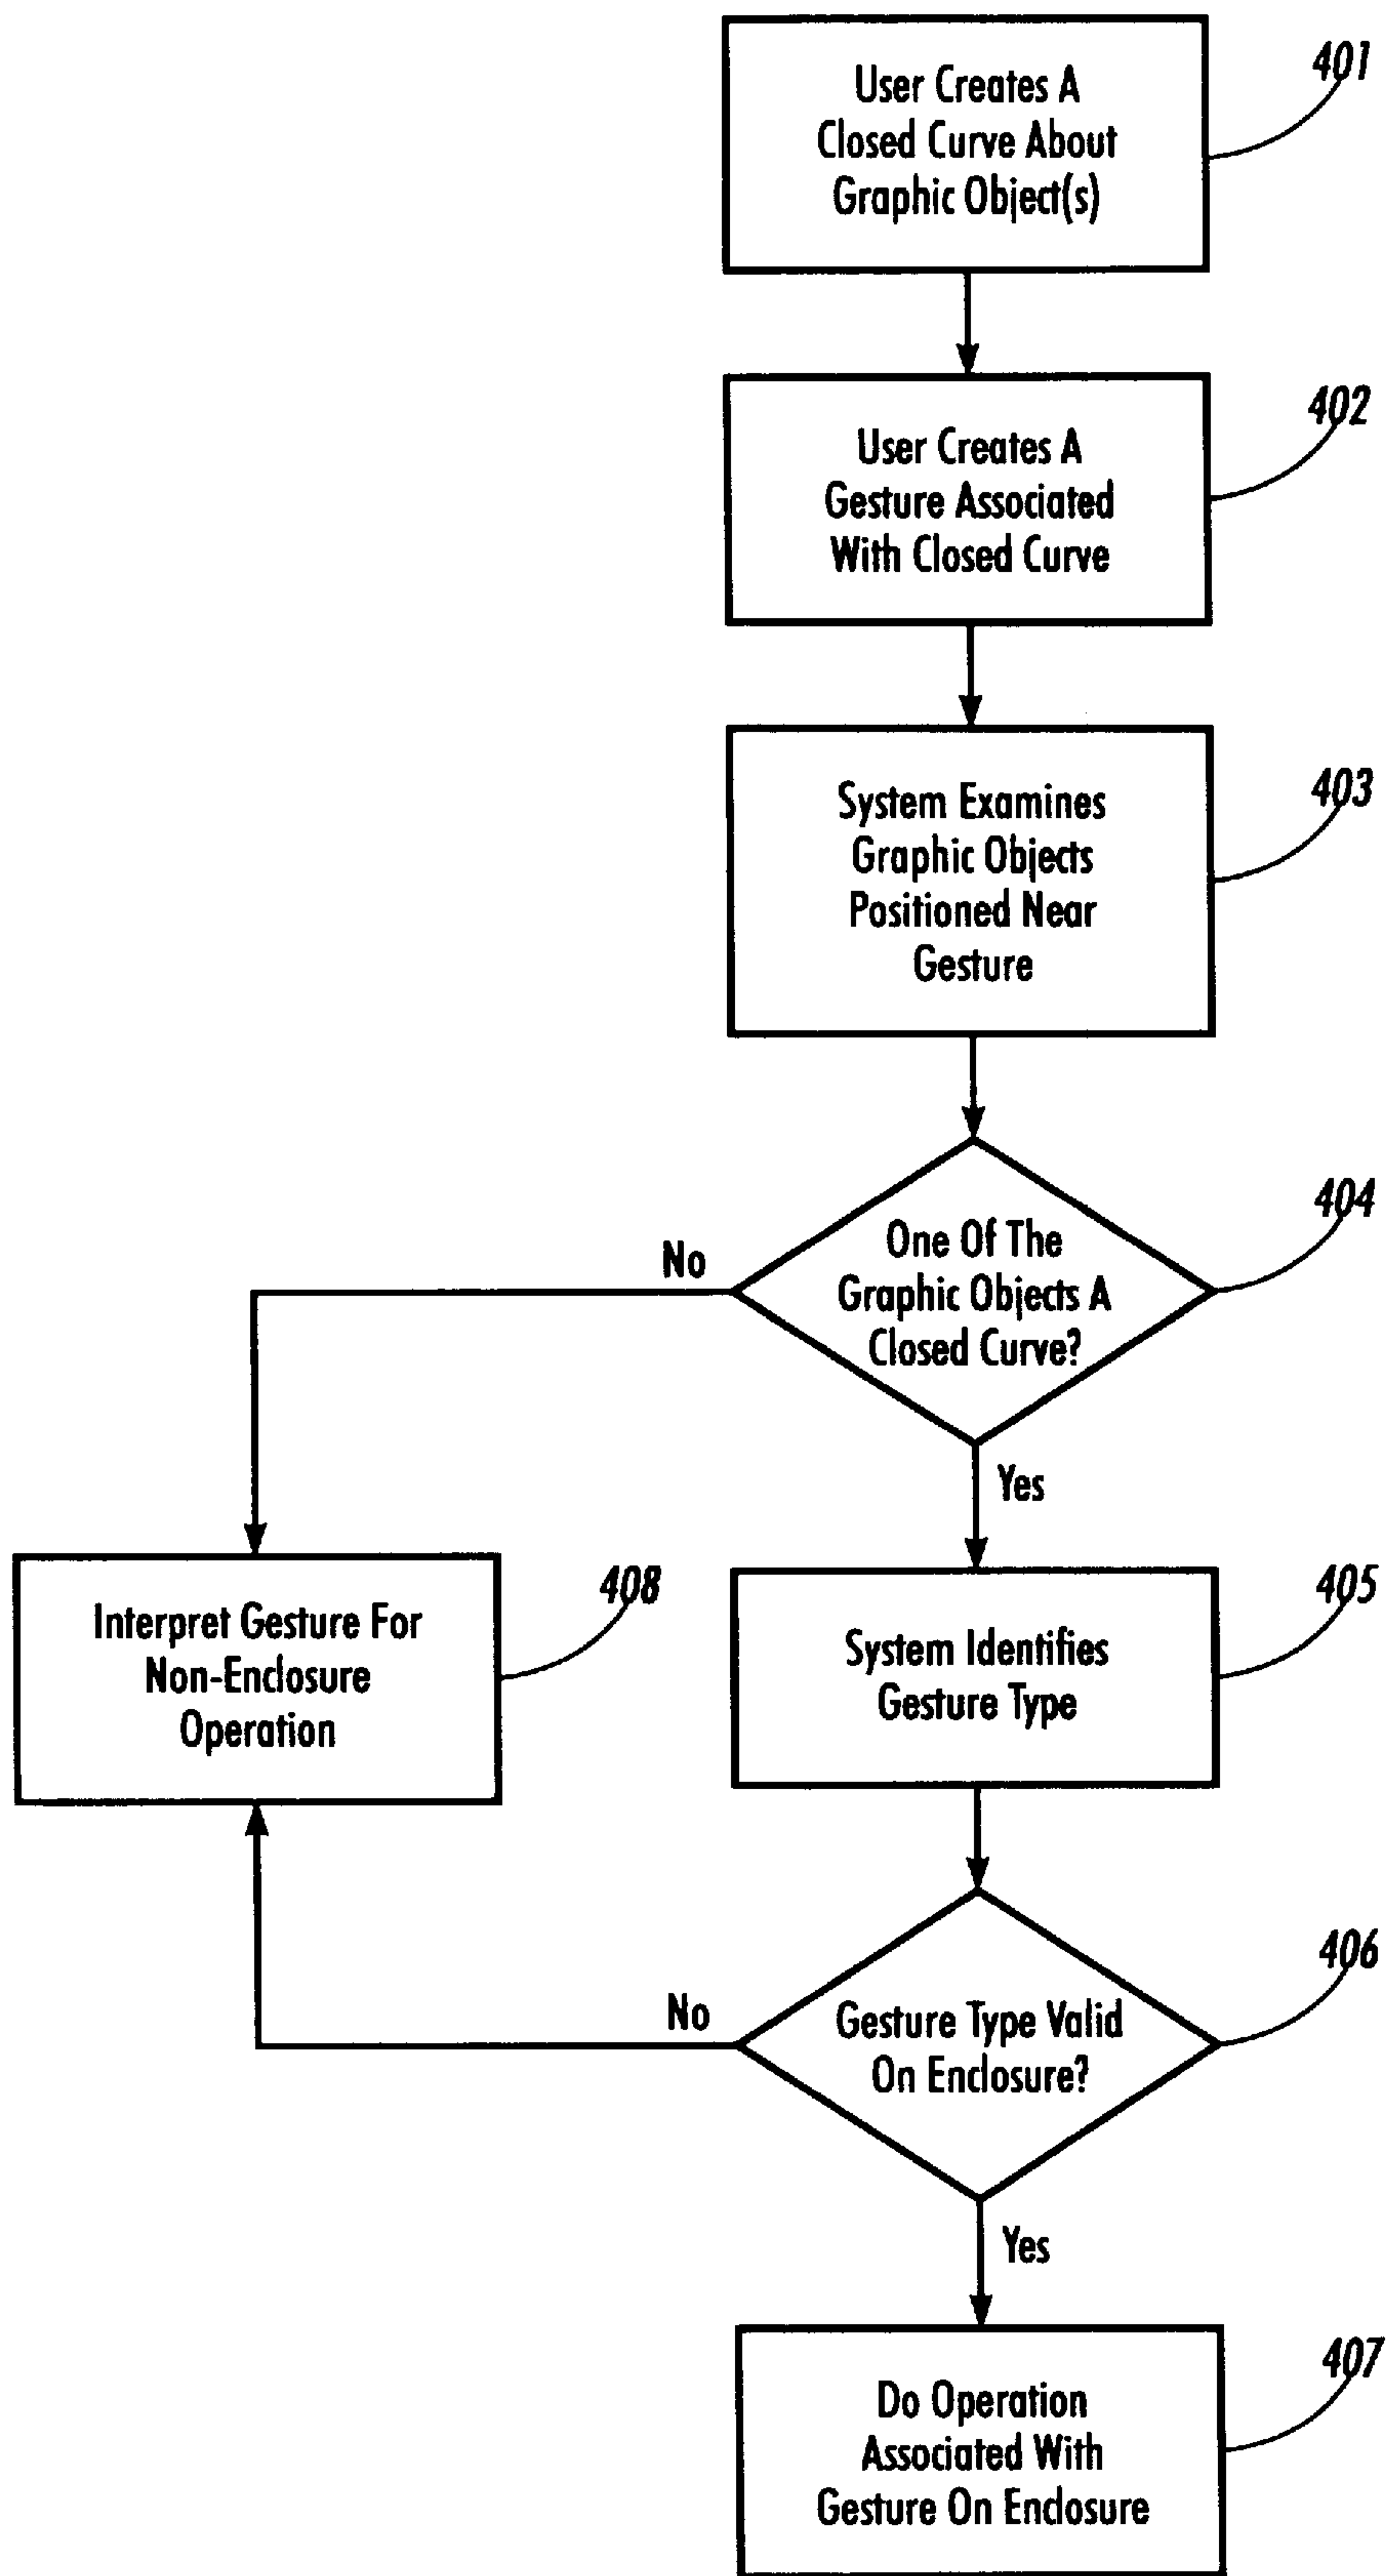 User Creates A
Closed Curve About
Graphic Object(s)
401
User Creates A
Gesture Associated
With Closed Curve
402
System Examines
Graphic Objects
Positioned Near
Gesture
403
One Of The
Graphic Objects A
Closed Curve?
404
No
Yes
Interpret Gesture For
Non-Enclosure
Operation
408
System Identifies
Gesture Type
405
Gesture Type Valid
On Enclosure?
406
No
Yes
Do Operation
Associated With
Gesture On Enclosure
407